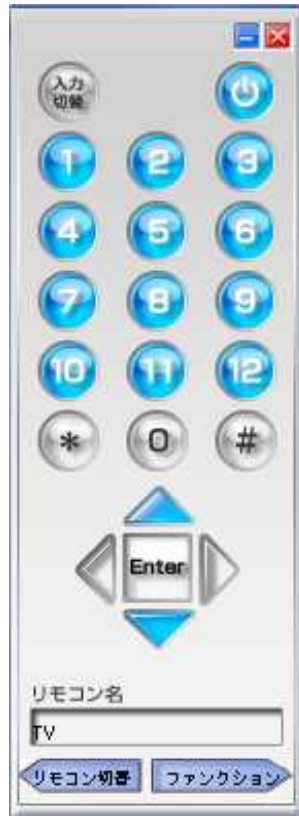 入力
切替
1 2 3
4 5 6
7 8 9
10 11 12
* 0 #
Enter
リモコン名
TV
リモコン切替 ファンクション